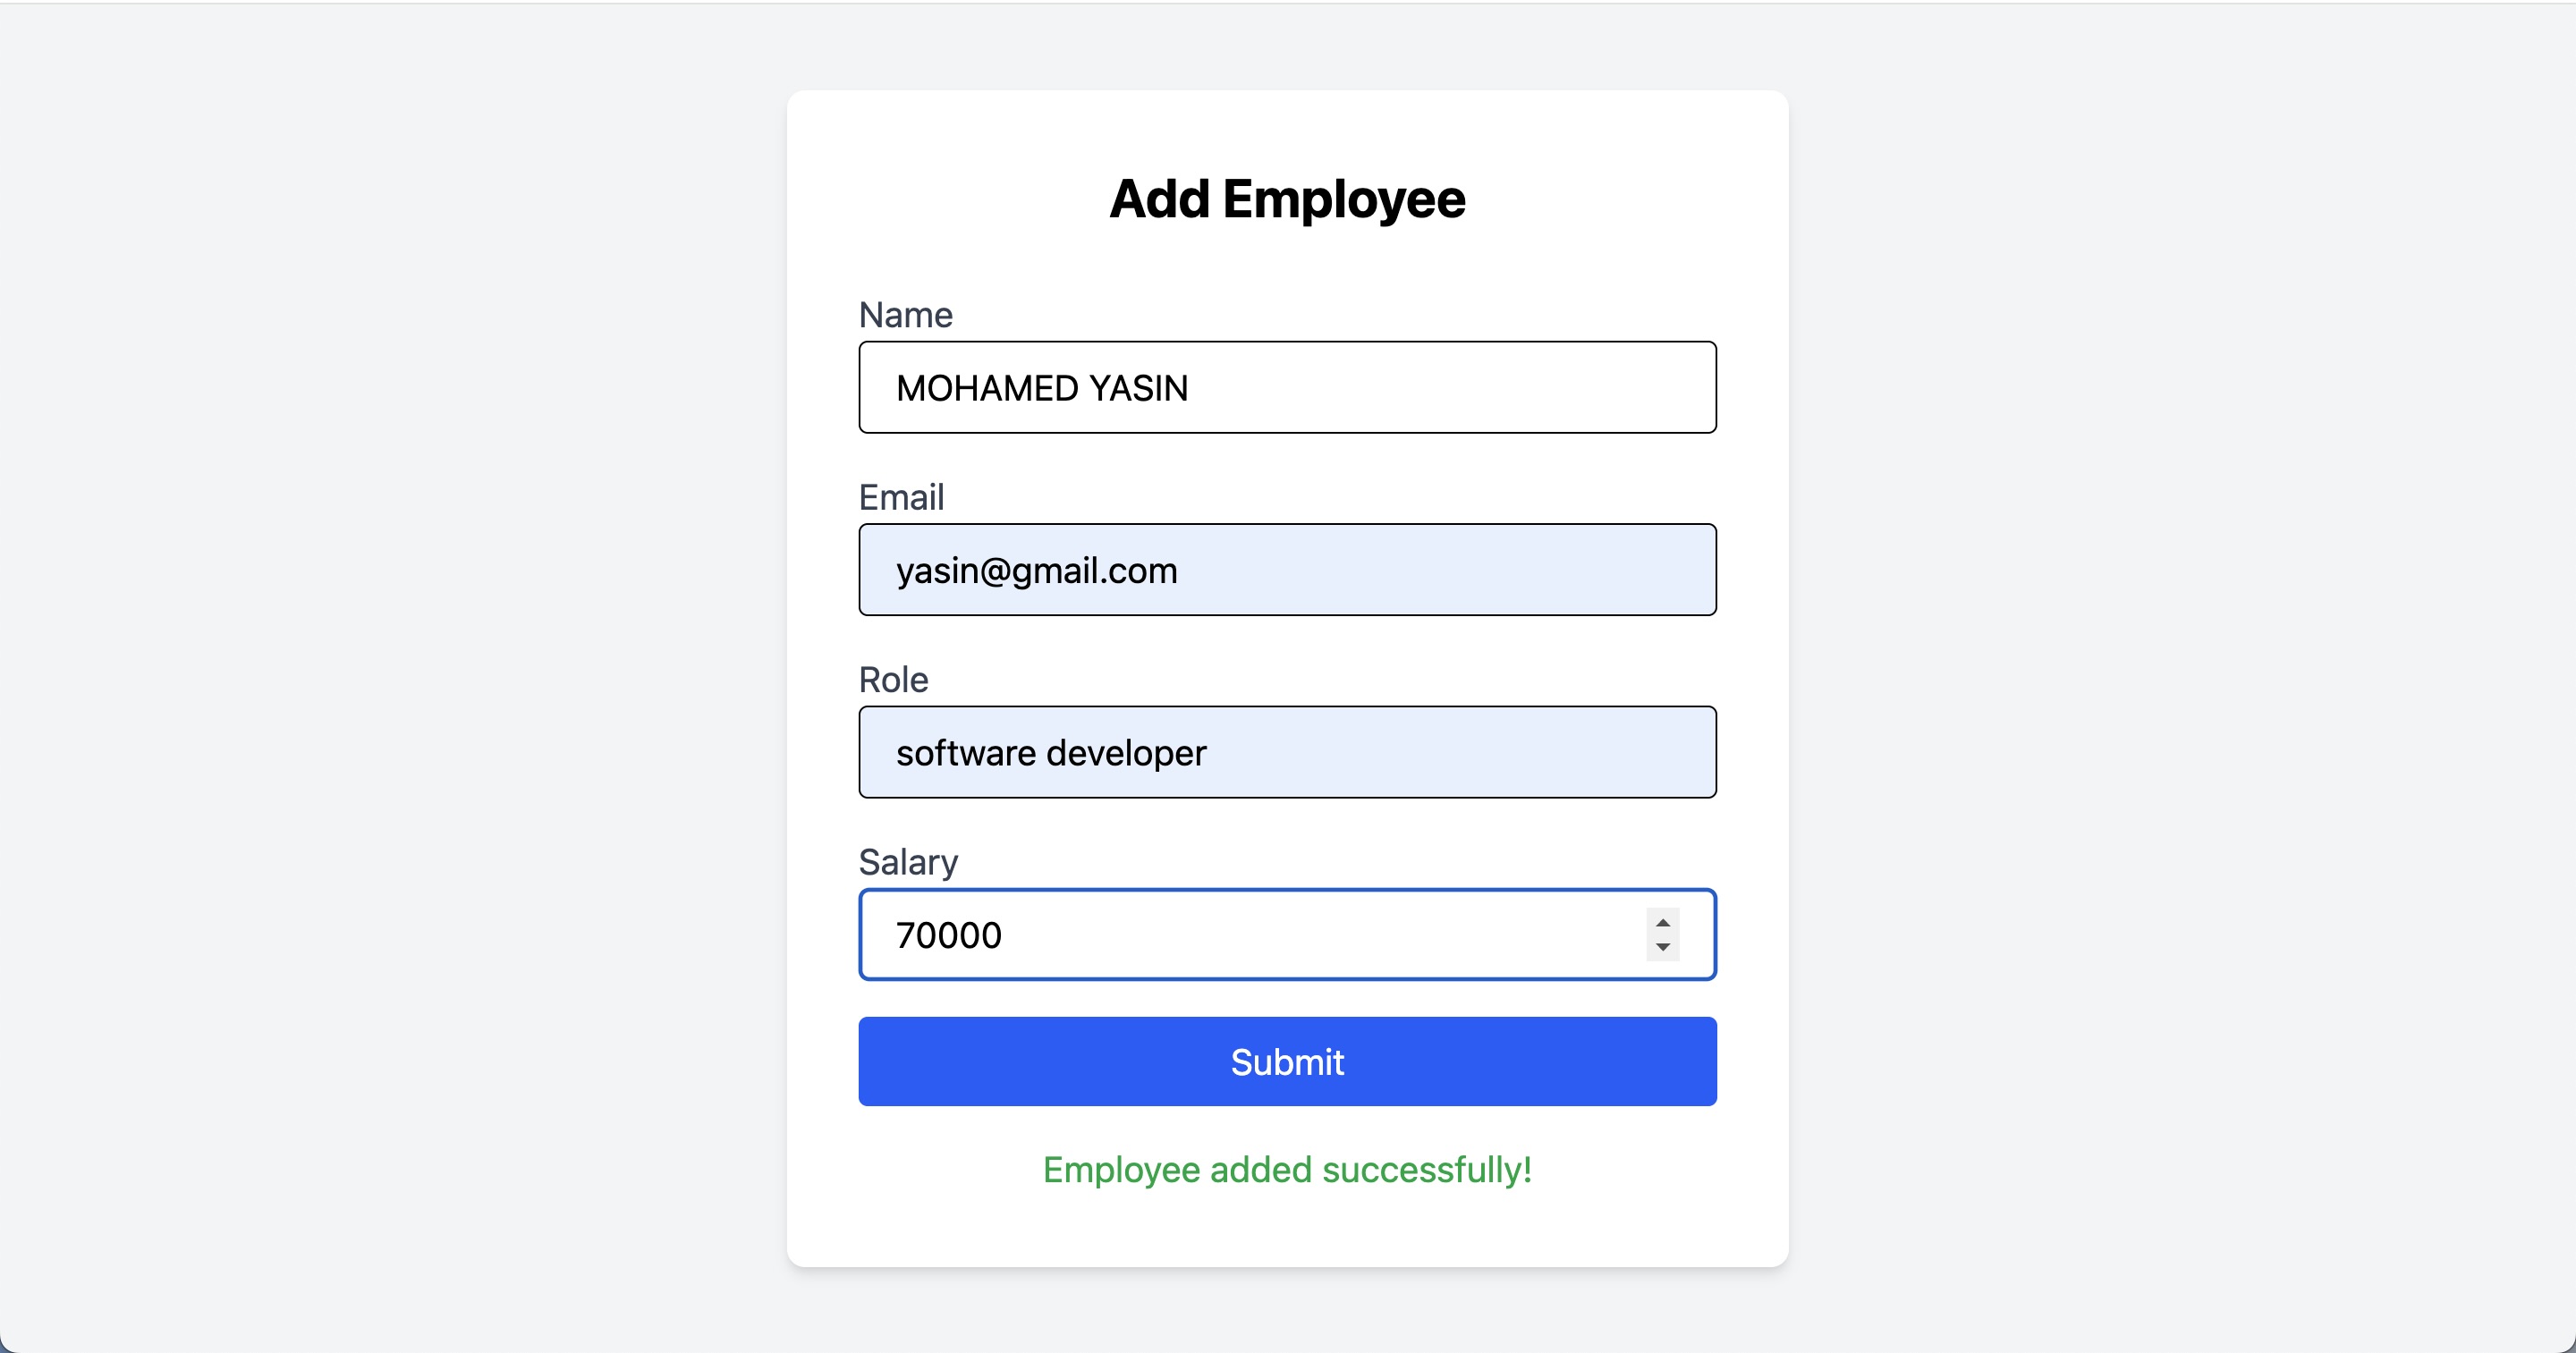 Add Employee
Name
MOHAMED YASIN
Email
yasin@gmail.com
Role
software developer
Salary
70000
Submit
Employee added successfully!